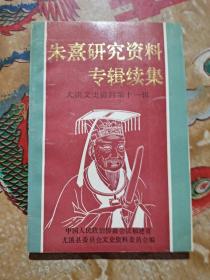 朱熹研究资料
专辑续集
尤溪文史资料第十一辑
中国人民政治协商会议福建省
尤溪县委员会文史资料委员会编